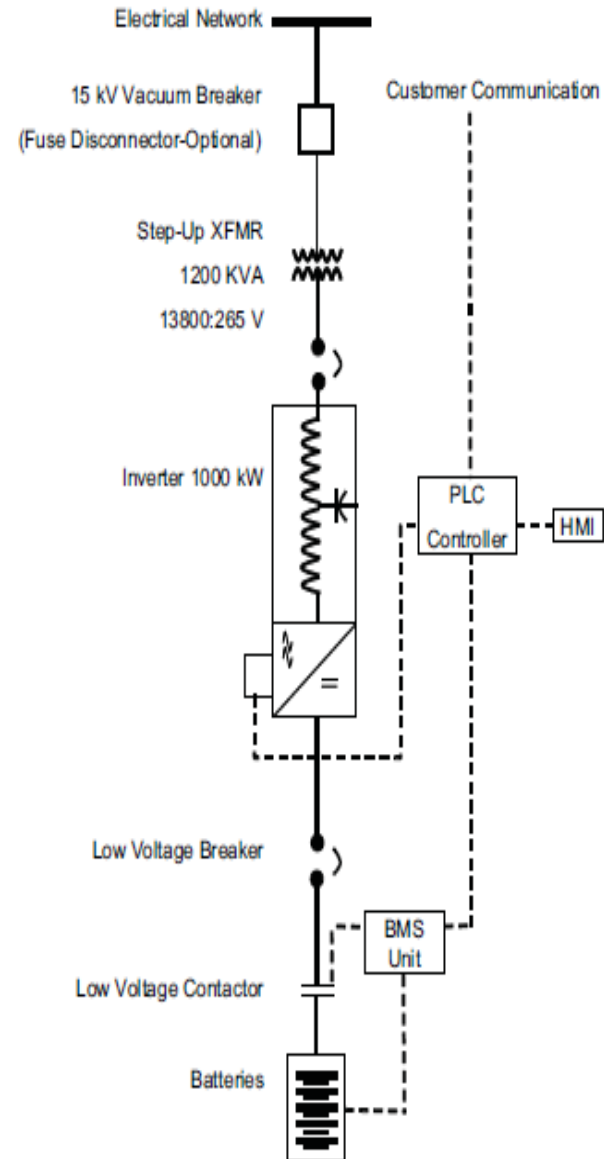 Electrical Network
15 kV Vacuum Breaker
(Fuse Disconnector-Optional)
Customer Communication
Step-Up XFMR
1200 KVA
13800:265 V
Inverter 1000 kW
PLC
Controller
HMI
Low Voltage Breaker
BMS
Unit
Low Voltage Contactor
Batteries